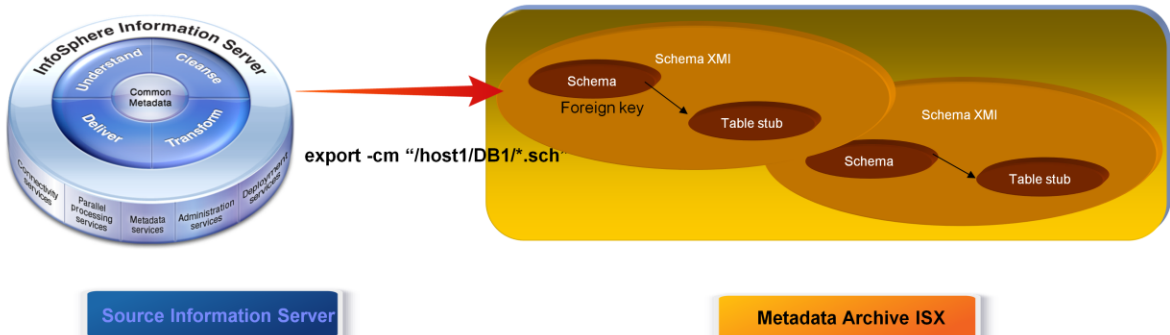 InfoSphere Information Server
Understand
Cleanse
Common
Metadata
Deliver
Transform
Connectivity
services
Parallel
processing
services
Metadata
services
Administration
services
Deployment
services
export -cm “/host1/DB1/*.sch”
Schema XMI
Schema
Foreign key
Table stub
Schema XMI
Schema
Table stub
Source Information Server
Metadata Archive ISX